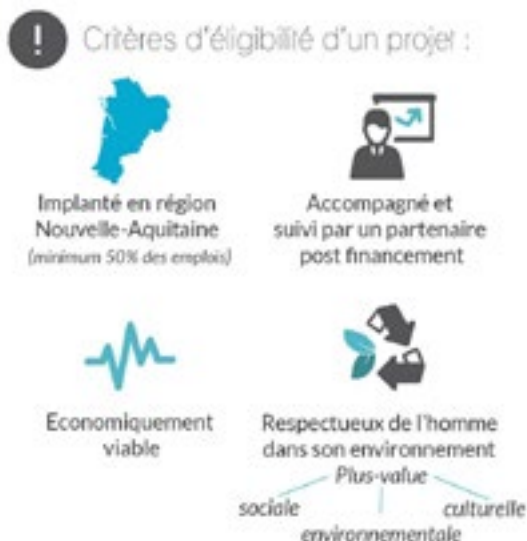 ! Critères d'éligibilité d'un projet :
Implanté en région
Nouvelle-Aquitaine
(minimum 50% des emplois)
Accompagné et
suivi par un partenaire
post financement
Economiquement
viable
Respectueux de l'homme
dans son environnement
Plus-value
sociale
culturelle
environnementale